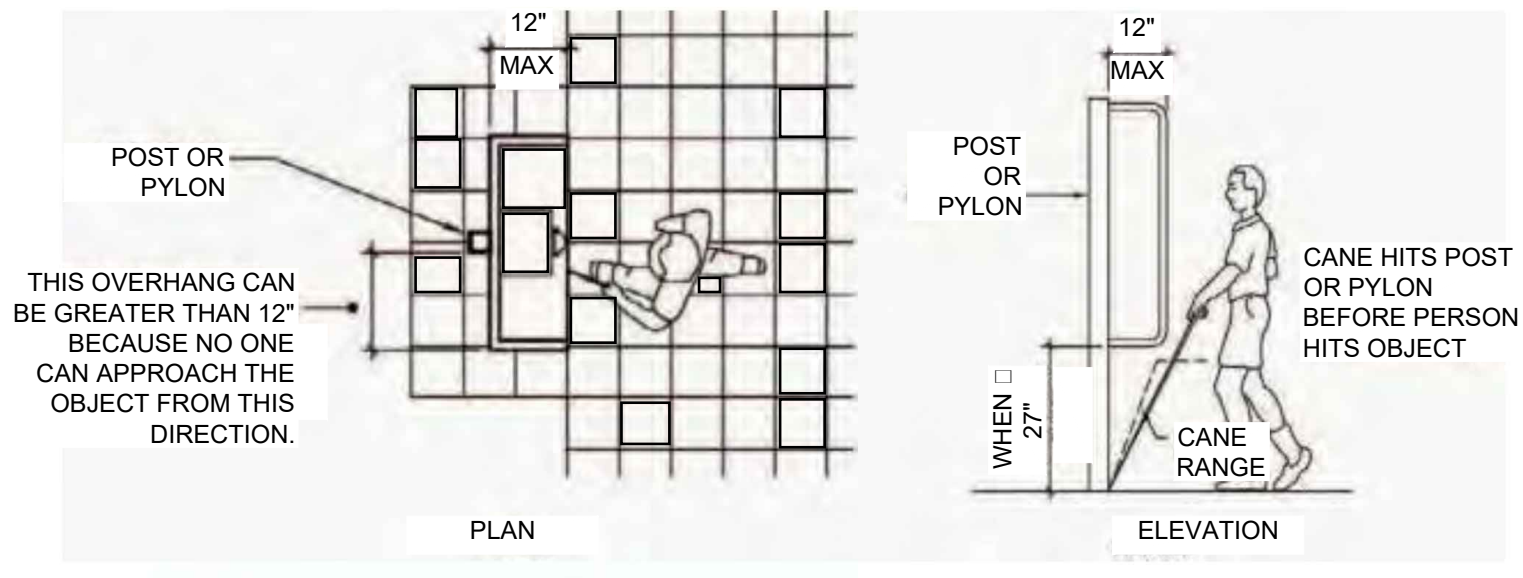 12"
MAX
POST OR
PYLON
THIS OVERHANG CAN
BE GREATER THAN 12"
BECAUSE NO ONE
CAN APPROACH THE
OBJECT FROM THIS
DIRECTION.
PLAN
12"
MAX
POST
OR
PYLON
CANE HITS POST
OR PYLON
BEFORE PERSON
HITS OBJECT
WHEN □
27"
CANE
RANGE
ELEVATION